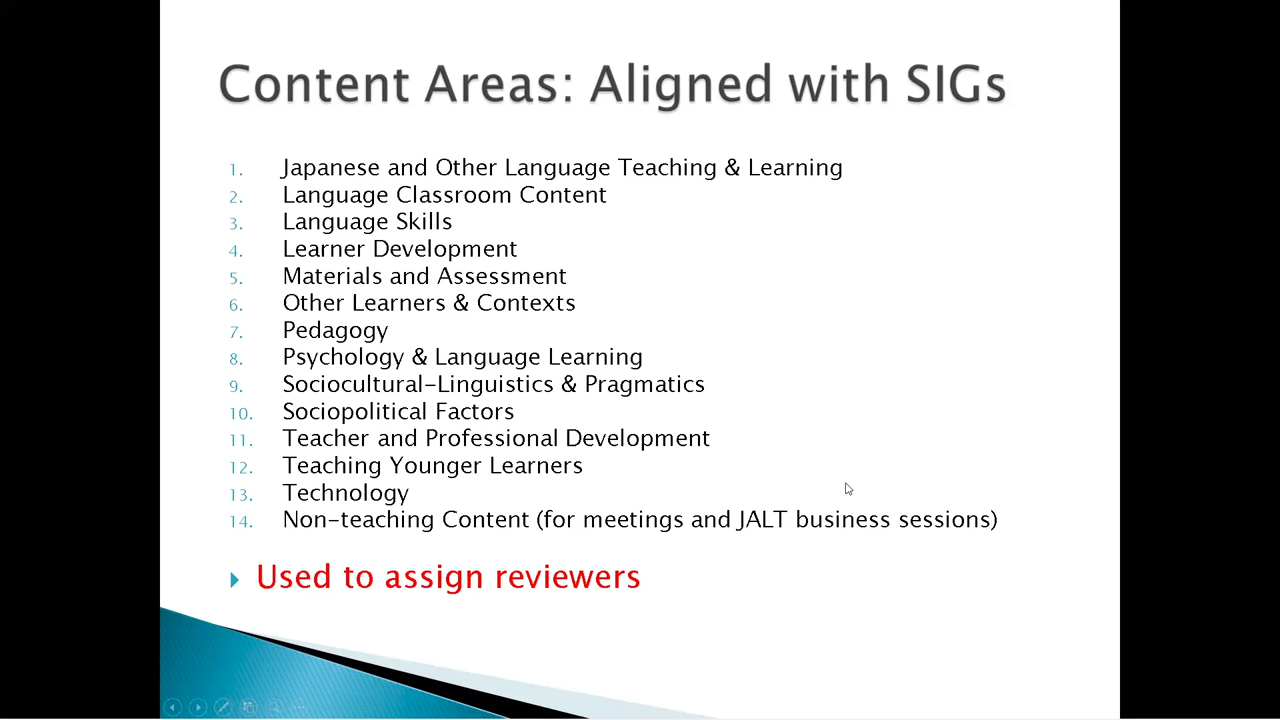 Content Areas: Aligned with SIGs
1. Japanese and Other Language Teaching & Learning
2. Language Classroom Content
3. Language Skills
4. Learner Development
5. Materials and Assessment
6. Other Learners & Contexts
7. Pedagogy
8. Psychology & Language Learning
9. Sociocultural-Linguistics & Pragmatics
10. Sociopolitical Factors
11. Teacher and Professional Development
12. Teaching Younger Learners
13. Technology
14. Non-teaching Content (for meetings and JALT business sessions)
Used to assign reviewers